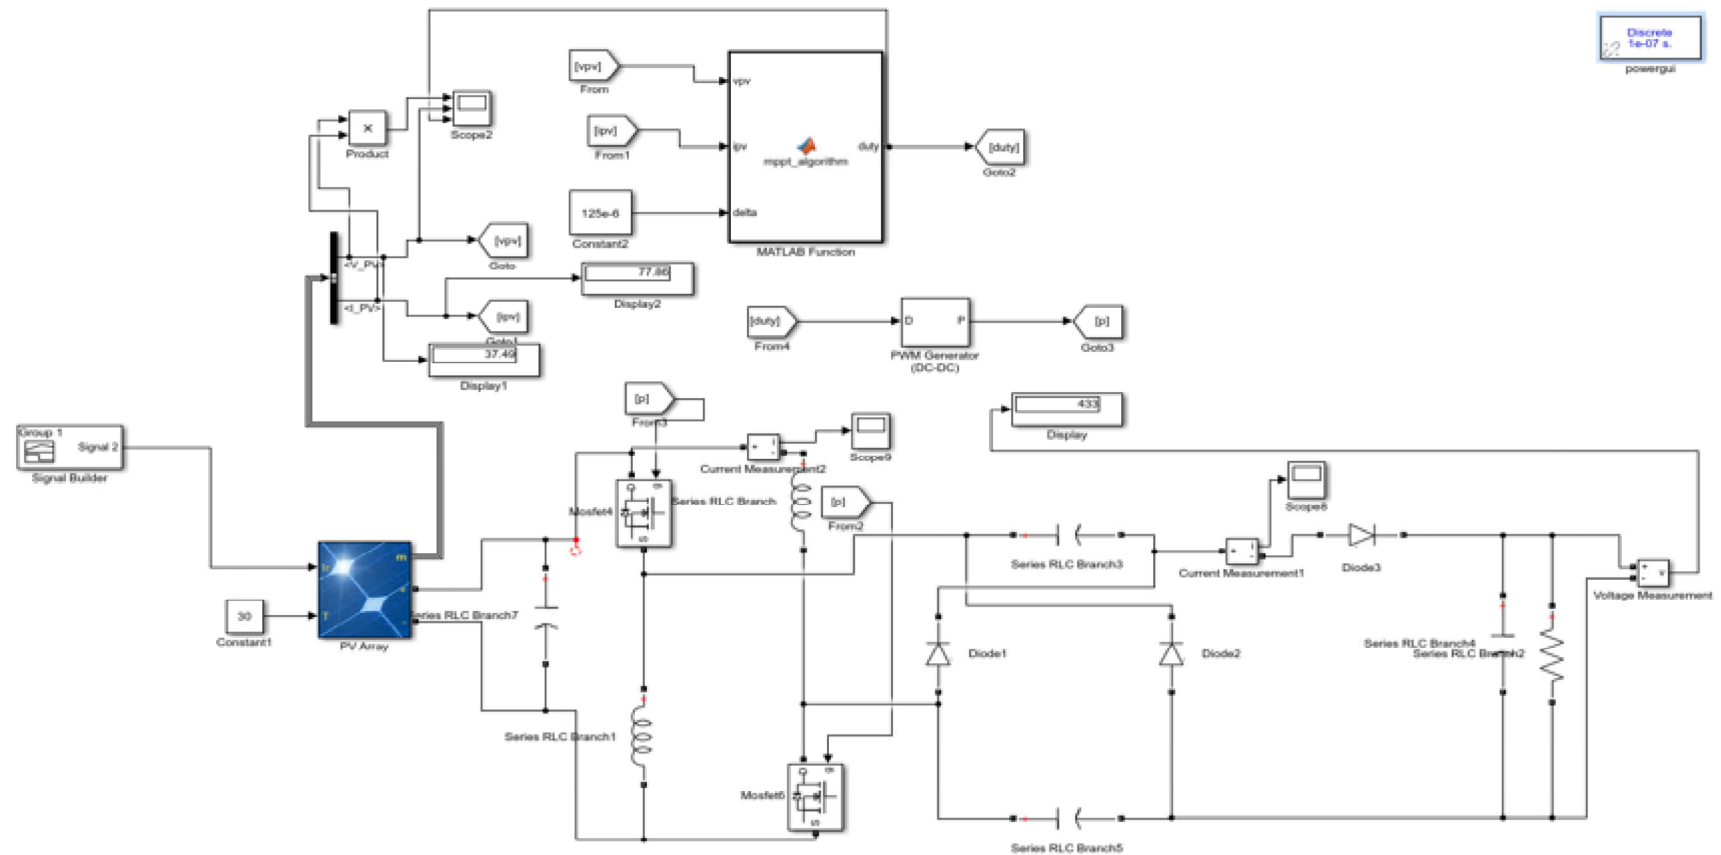 Discrete
1e-07 s.
powergui
[vpv]
From
vpv
Scope2
×
Product
[ipv]
From1
ipv
mppt_algorithm
duty
[duty]
Goto2
125e-6
Constant2
delta
MATLAB Function
<V_PV>
[vpv]
Goto
77.86
Display2
<I_PV>
[ipv]
Goto1
37.49
Display1
[duty]
From4
D
P
PWM Generator
(DC-DC)
[p]
Goto3
[p]
From3
433
Display
Group 1
Signal 2
Signal Builder
+
i
-
Current Measurement2
Scope9
D
g
S
Mosfet4
Series RLC Branch
[p]
From2
Scope8
Series RLC Branch3
+
i
-
Current Measurement1
Diode3
+
-
v
Voltage Measurement
Ir
m
+
T
-
PV Array
30
Constant1
Series RLC Branch7
Diode1
Diode2
Series RLC Branch4
Series RLC Branch2
Series RLC Branch1
D
g
S
Mosfet6
Series RLC Branch5